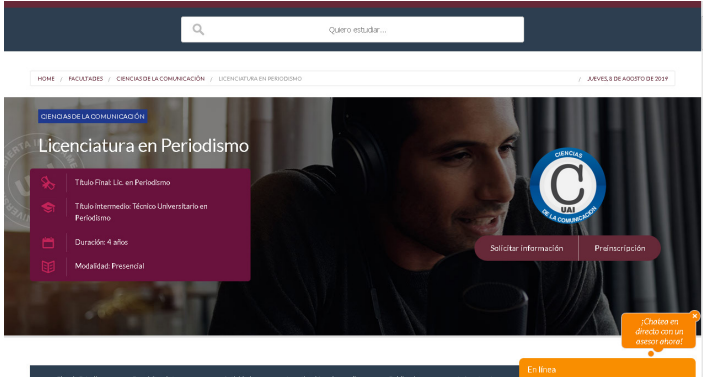 Quiero estudiar...
HOME / FACULTADES / CIENCIAS DE LA COMUNICACIÓN / LICENCIATURA EN PERIODISMO / JUEVES, 8 DE AGOSTO DE 2019
CIENCIAS DE LA COMUNICACIÓN
Licenciatura en Periodismo
Título Final: Lic. en Periodismo
Título Intermedio: Técnico Universitario en
Periodismo
Duración: 4 años
Modalidad: Presencial
CIENCIAS
C
UAI
DE LA COMUNICACIÓN
Solicitar información
Preinscripción
¡Chatea en
directo con un
asesor ahora!
En línea